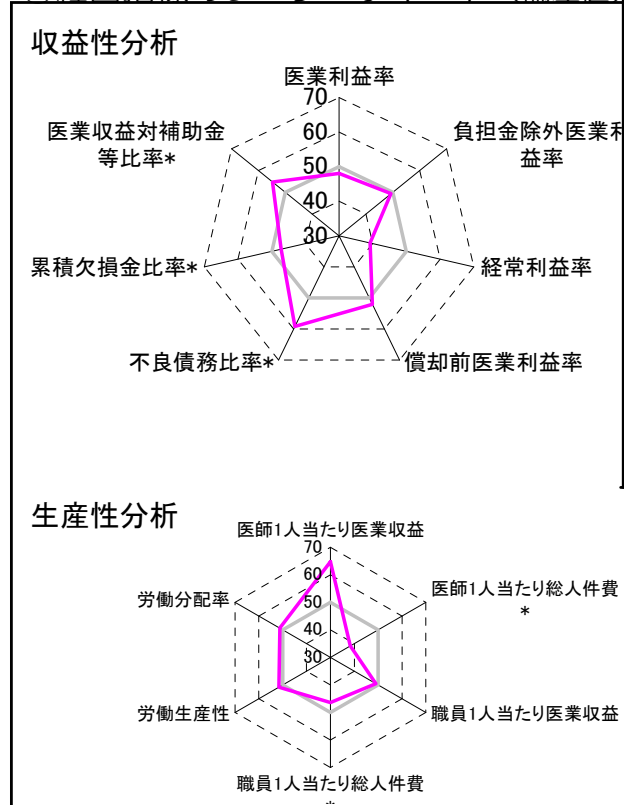 収益性分析
医業利益率
70
60
50
40
30
負担金除外医業利
益率
経常利益率
償却前医業利益率
不良債務比率*
累積欠損金比率*
医業収益対補助金
等比率*
生産性分析
医師1人当たり医業収益
70
60
50
40
30
医師1人当たり総人件費
*
職員1人当たり医業収益
職員1人当たり総人件費
*
労働生産性
労働分配率